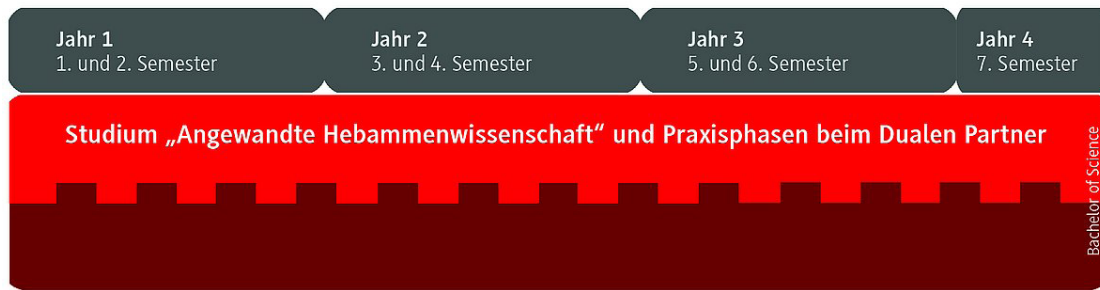 Jahr 1
1. und 2. Semester
Jahr 2
3. und 4. Semester
Jahr 3
5. und 6. Semester
Jahr 4
7. Semester
Studium „Angewandte Hebammenwissenschaft“ und Praxisphasen beim Dualen Partner
Bachelor of Science